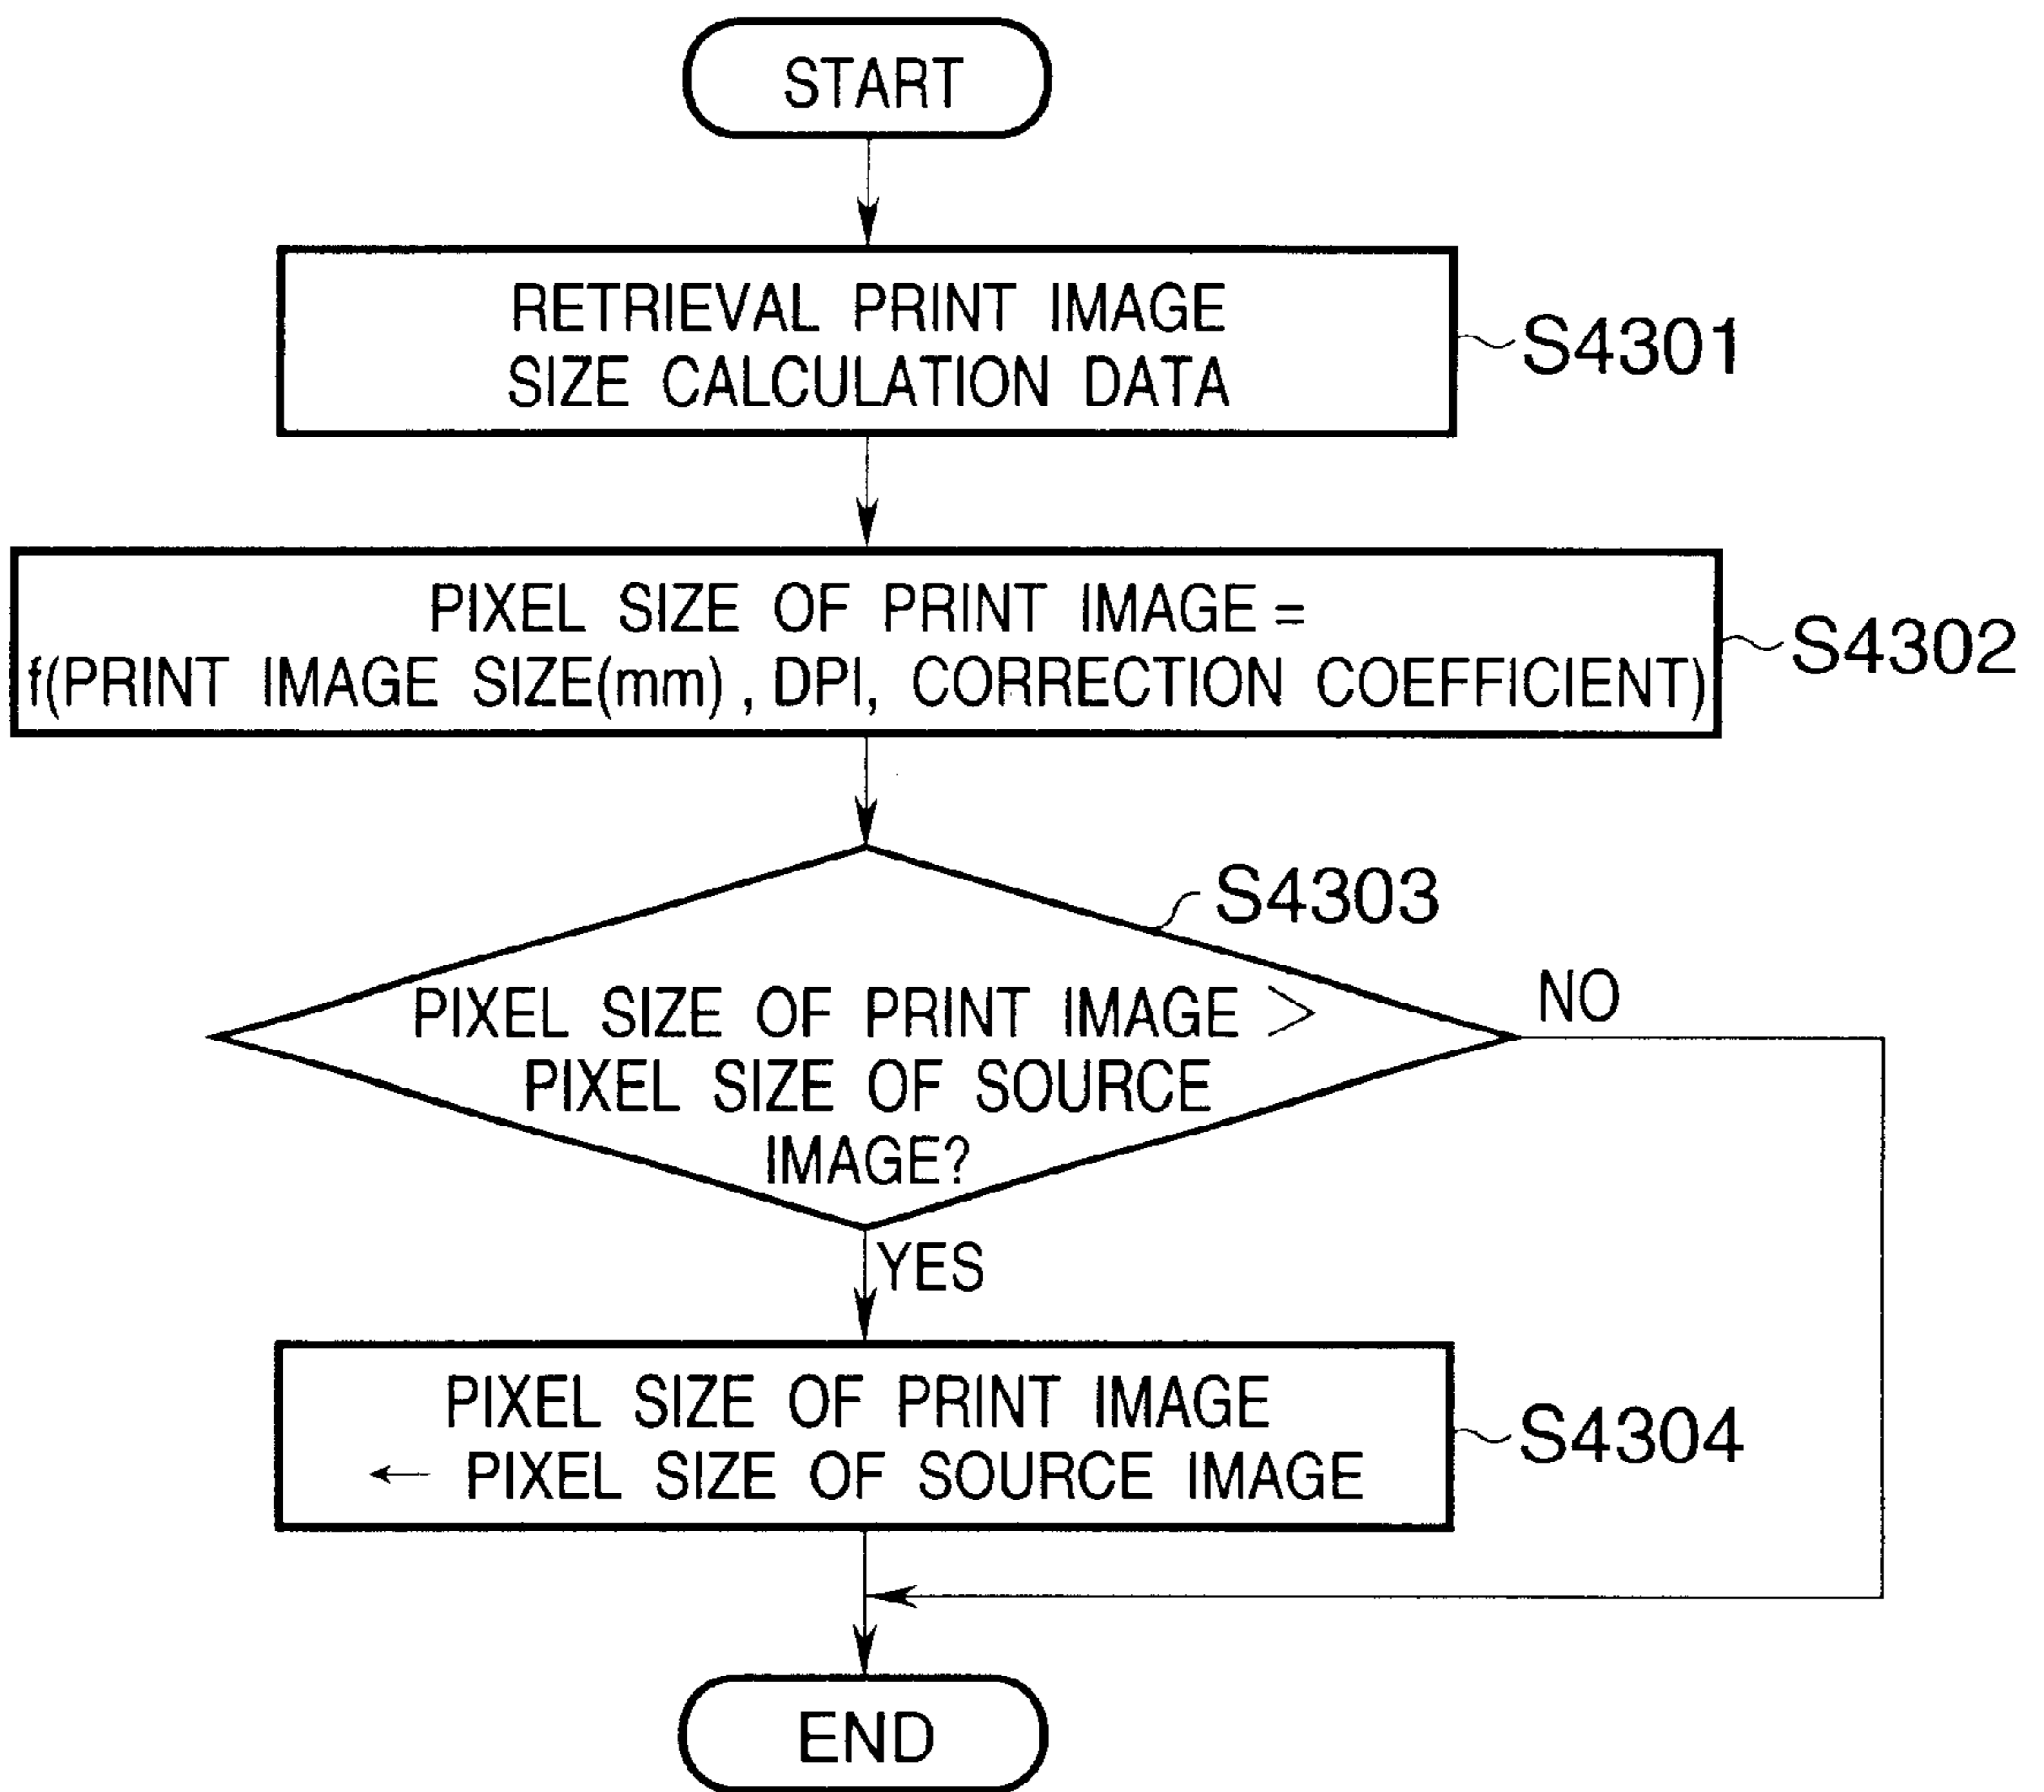 START
RETRIEVAL PRINT IMAGE
SIZE CALCULATION DATA
S4301
PIXEL SIZE OF PRINT IMAGE =
f(PRINT IMAGE SIZE(mm) , DPI, CORRECTION COEFFICIENT)
S4302
S4303
PIXEL SIZE OF PRINT IMAGE >
PIXEL SIZE OF SOURCE
IMAGE?
NO
YES
PIXEL SIZE OF PRINT IMAGE
← PIXEL SIZE OF SOURCE IMAGE
S4304
END